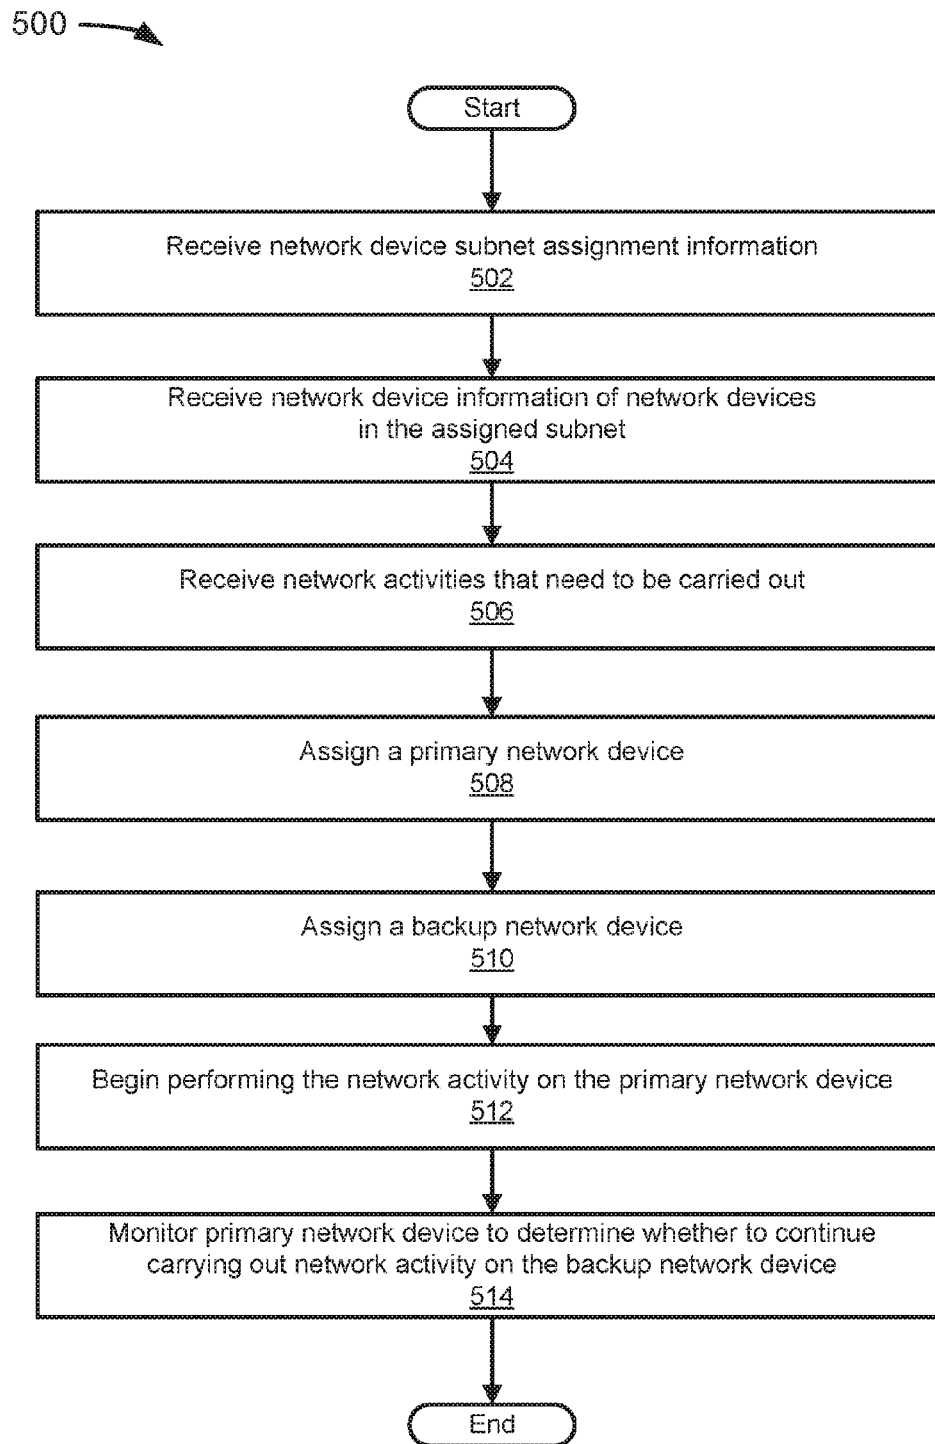 500
Start
Receive network device subnet assignment information
502
Receive network device information of network devices
in the assigned subnet
504
Receive network activities that need to be carried out
506
Assign a primary network device
508
Assign a backup network device
510
Begin performing the network activity on the primary network device
512
Monitor primary network device to determine whether to continue
carrying out network activity on the backup network device
514
End